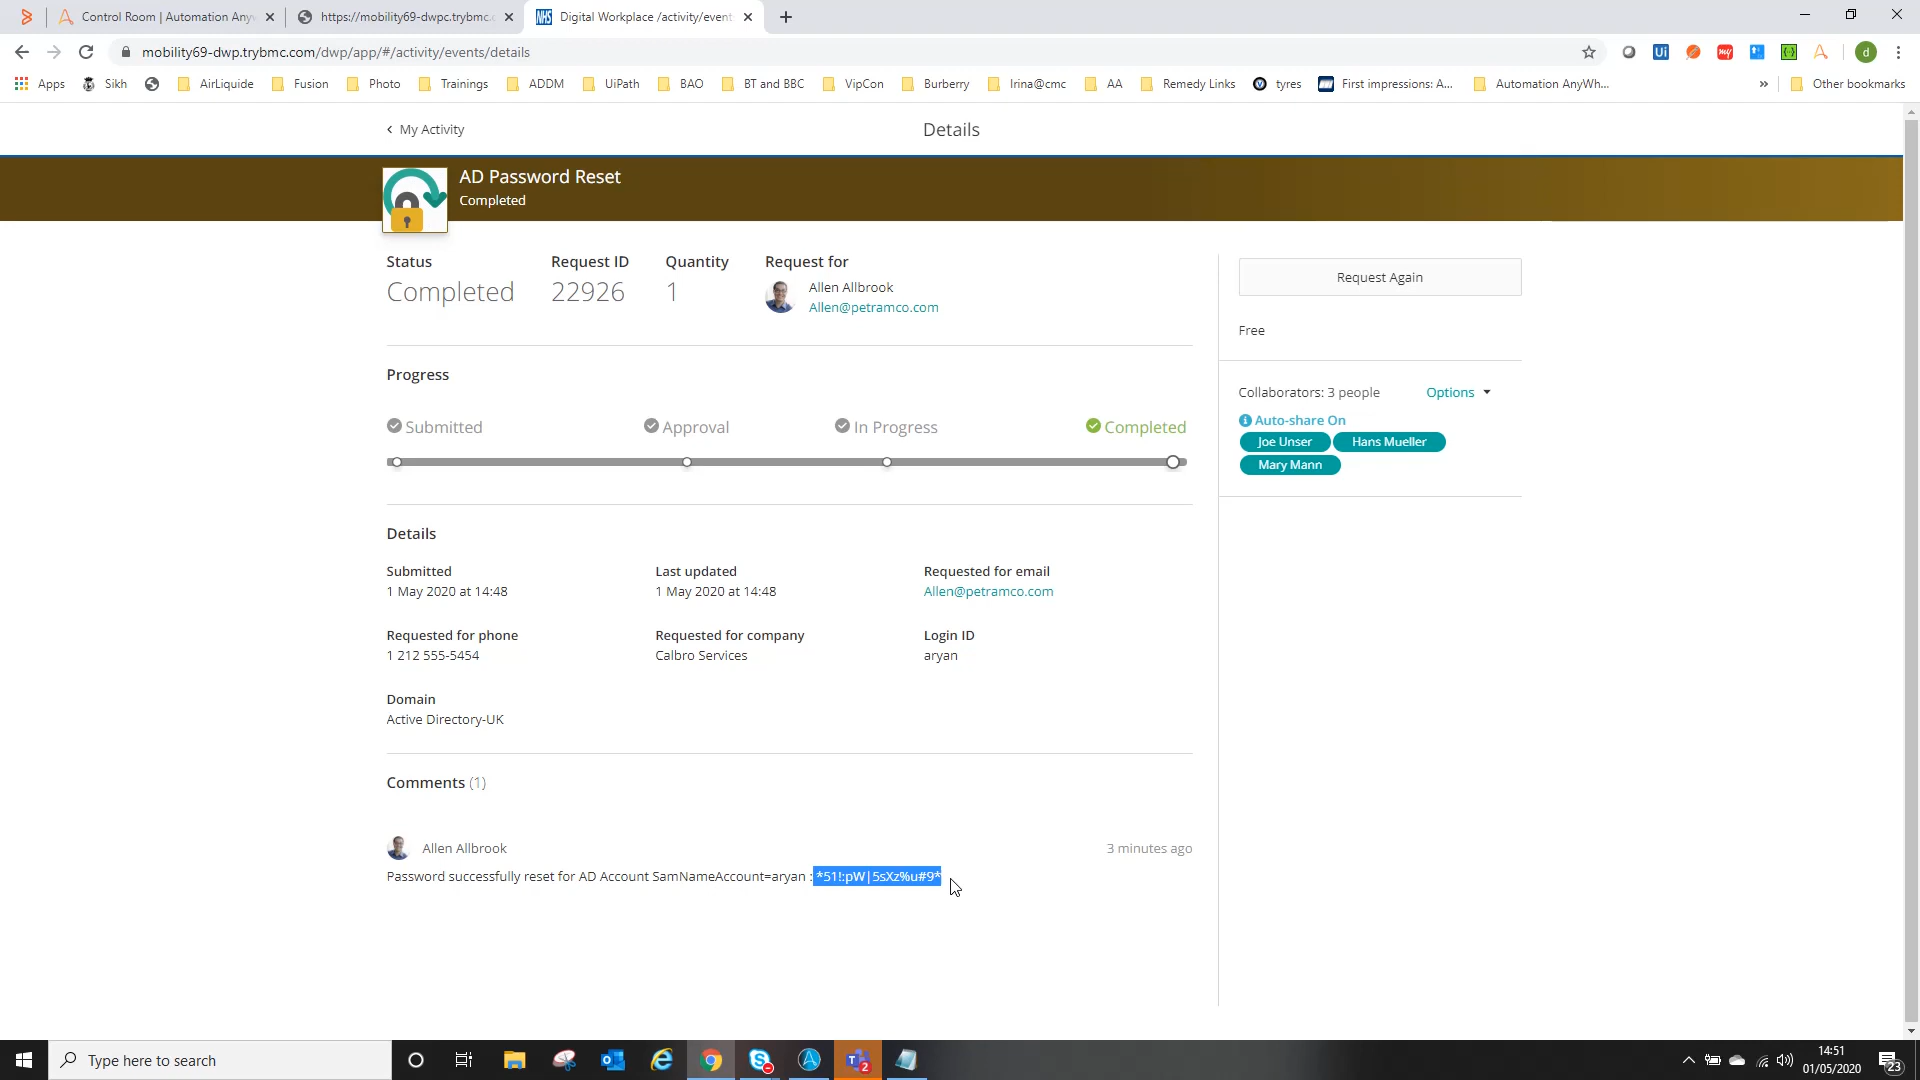 Control Room | Automation Anyw
https://mobility69-dwpc.trybmc.c
NHS Digital Workplace /activity/event
mobility69-dwp.trybmc.com/dwp/app/#/activity/events/details
Apps Sikh AirLiquide Fusion Photo Trainings ADDM UiPath BAO BT and BBC VipCon Burberry Irina@cmc AA Remedy Links tyres First impressions: A... Automation AnyWh... » Other bookmarks
My Activity
Details
AD Password Reset
Completed
Status Request ID Quantity Request for
Completed 22926 1
Allen Allbrook
Allen@petramco.com
Request Again
Free
Progress
Submitted Approval In Progress Completed
Collaborators: 3 people Options
Auto-share On
Joe Unser Hans Mueller
Mary Mann
Details
Submitted Last updated Requested for email
1 May 2020 at 14:48 1 May 2020 at 14:48 Allen@petramco.com
Requested for phone Requested for company Login ID
1 212 555-5454 Calbro Services aryan
Domain
Active Directory-UK
Comments (1)
Allen Allbrook 3 minutes ago
Password successfully reset for AD Account SamNameAccount=aryan : *51!:pW|5sXz%u#9*
Type here to search
14:51
01/05/2020
23